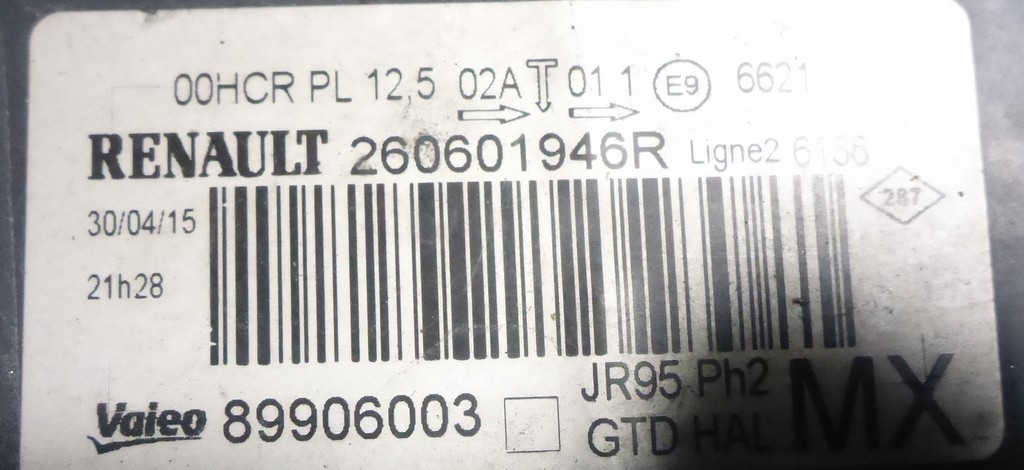 00HCR PL 12,5 02A T 01 1 E9 6621
RENAULT 260601946R Ligne2 6156
287
30/04/15
21h28
Valeo 89906003
JR95 Ph2
GTD HAL
MX